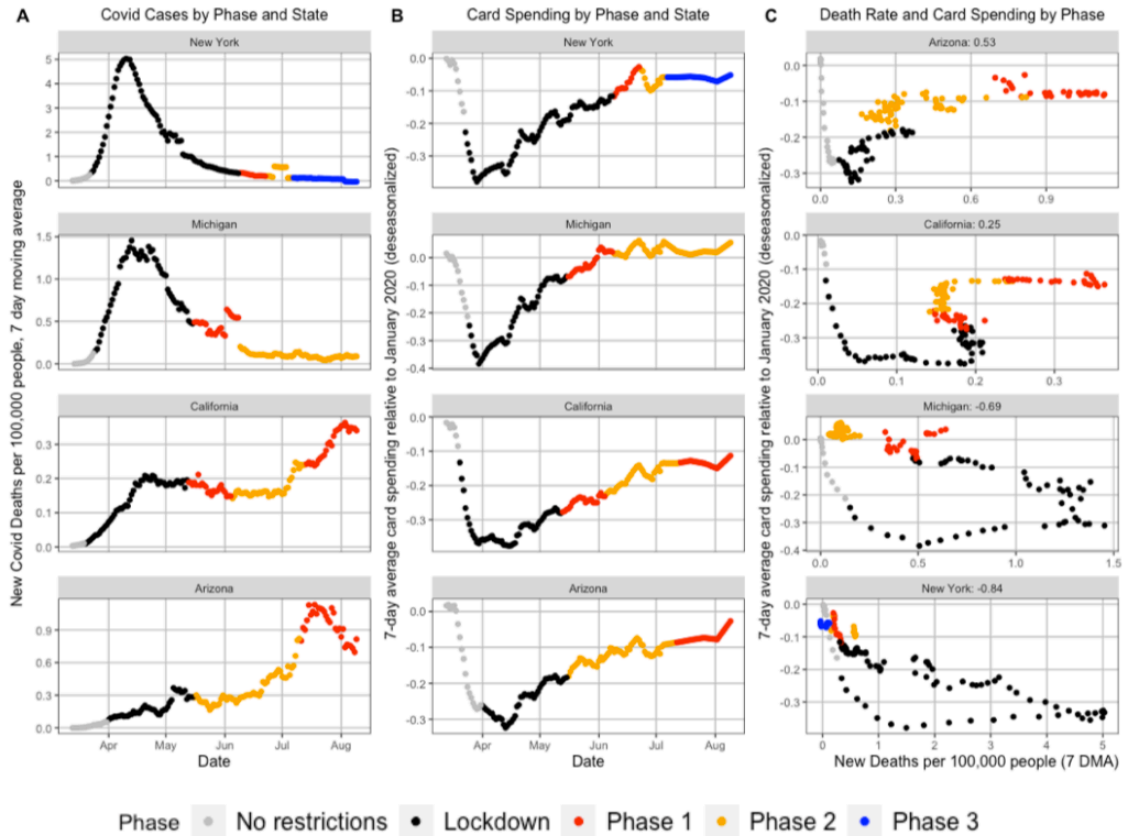 A
Covid Cases by Phase and State
New Deaths per 100,000 people, 7 day moving average
New York
5
4
3
2
1
0
Michigan
1.5
1.0
0.5
0.0
California
0.3
0.2
0.1
0.0
Arizona
0.9
0.6
0.3
0.0
Apr May Jun Jul Aug
Date
B
Card Spending by Phase and State
7-day average card spending relative to January 2020 (deseasonalized)
New York
0.0
-0.1
-0.2
-0.3
Michigan
0.0
-0.1
-0.2
-0.3
-0.4
California
0.0
-0.1
-0.2
-0.3
Arizona
0.0
-0.1
-0.2
-0.3
Apr May Jun Jul Aug
Date
C
Death Rate and Card Spending by Phase
7-day average card spending relative to January 2020 (deseasonalized)
Arizona: 0.53
0.0
-0.1
-0.2
-0.3
0.0 0.3 0.6 0.9
California: 0.25
0.0
-0.1
-0.2
-0.3
0.0 0.1 0.2 0.3
Michigan: -0.69
0.0
-0.1
-0.2
-0.3
-0.4
0.0 0.5 1.0 1.5
New York: -0.84
0.0
-0.1
-0.2
-0.3
0 1 2 3 4 5
New Deaths per 100,000 people (7 DMA)
Phase No restrictions Lockdown Phase 1 Phase 2 Phase 3